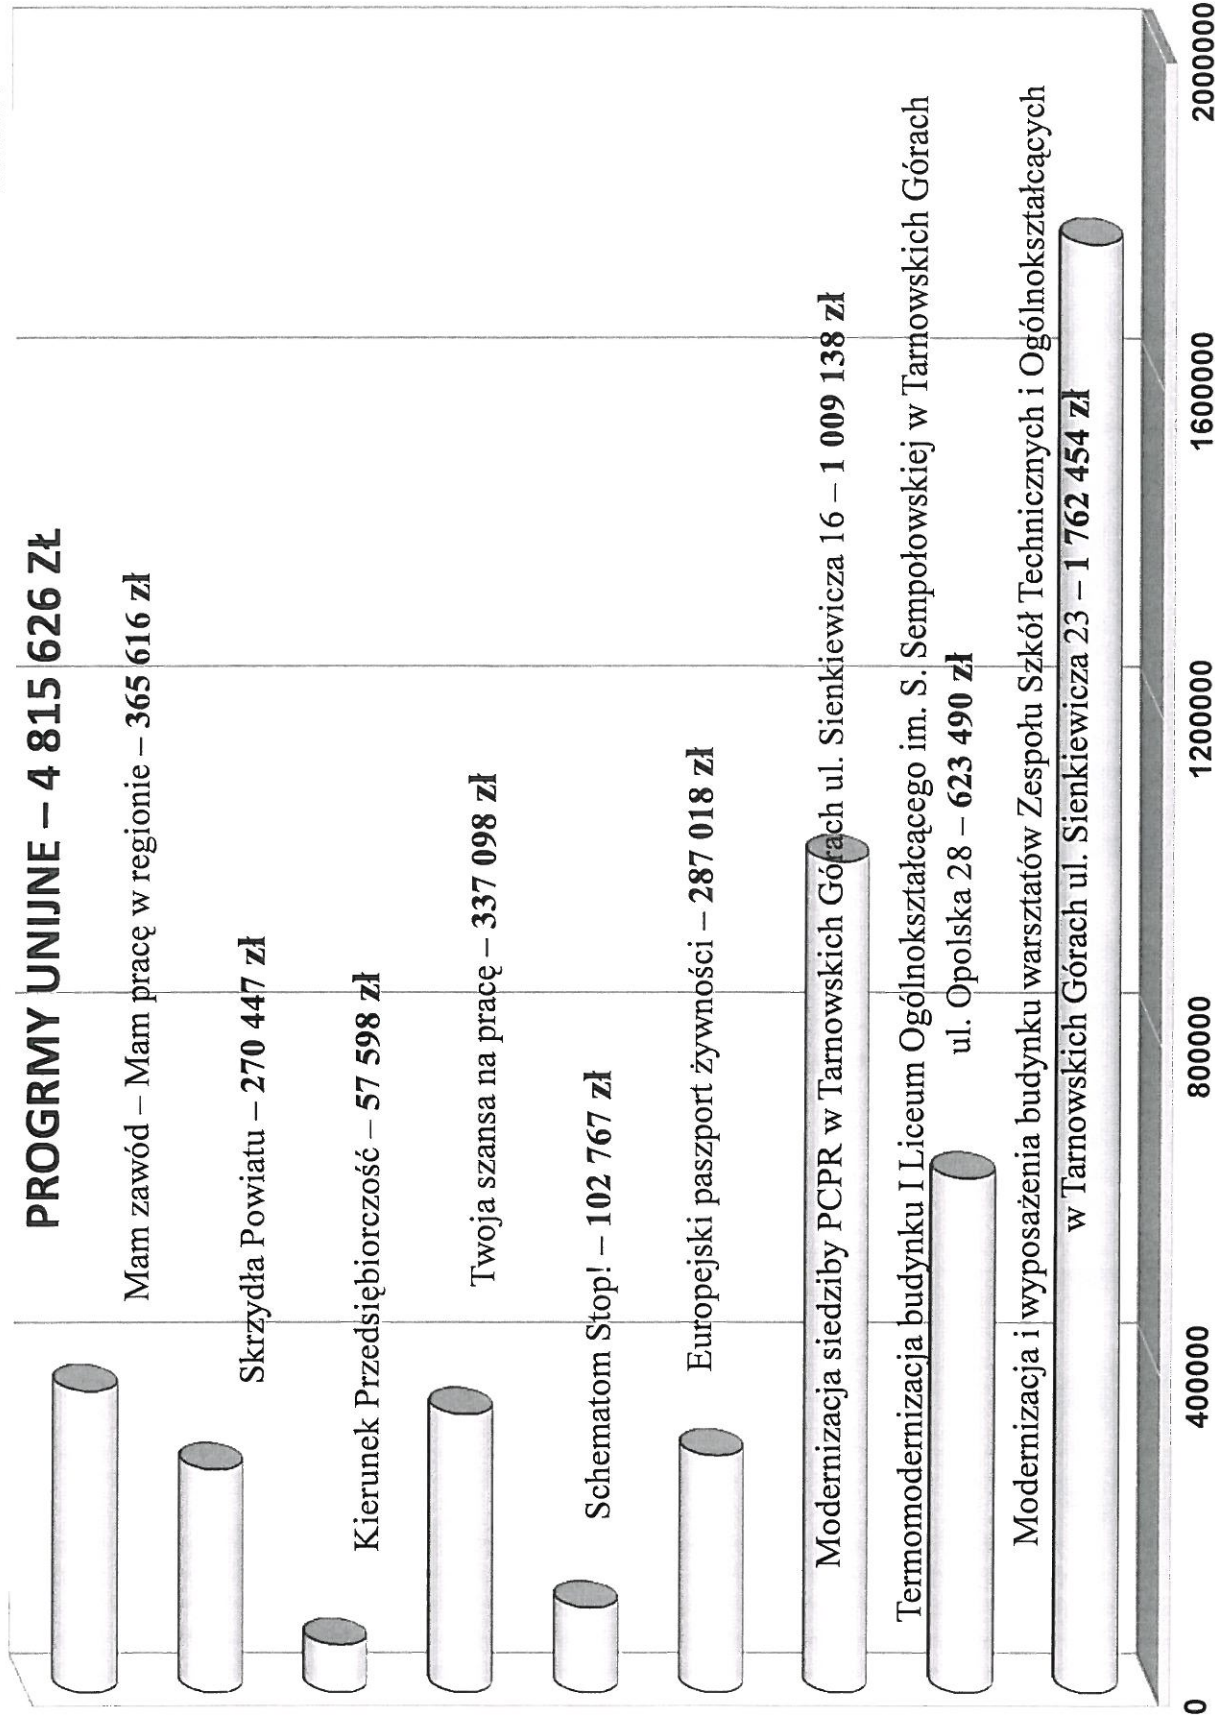 PROGRMY UNIJNE – 4 815 626 ZŁ
Mam zawód – Mam pracę w regionie – 365 616 zł
Skrzydła Powiatu – 270 447 zł
Kierunek Przedsiębiorczość – 57 598 zł
Twoja szansa na pracę – 337 098 zł
Schematom Stop! – 102 767 zł
Europejski paszport żywności – 287 018 zł
Modernizacja siedziby PCPR w Tarnowskich Górach ul. Sienkiewicza 16 – 1 009 138 zł
Termomodernizacja budynku I Liceum Ogólnokształcącego im. S. Sempołowskiej w Tarnowskich Górach
ul. Opolska 28 – 623 490 zł
Modernizacja i wyposażenia budynku warsztatów Zespołu Szkół Technicznych i Ogólnokształcących
w Tarnowskich Górach ul. Sienkiewicza 23 – 1 762 454 zł
0 400000 800000 1200000 1600000 2000000